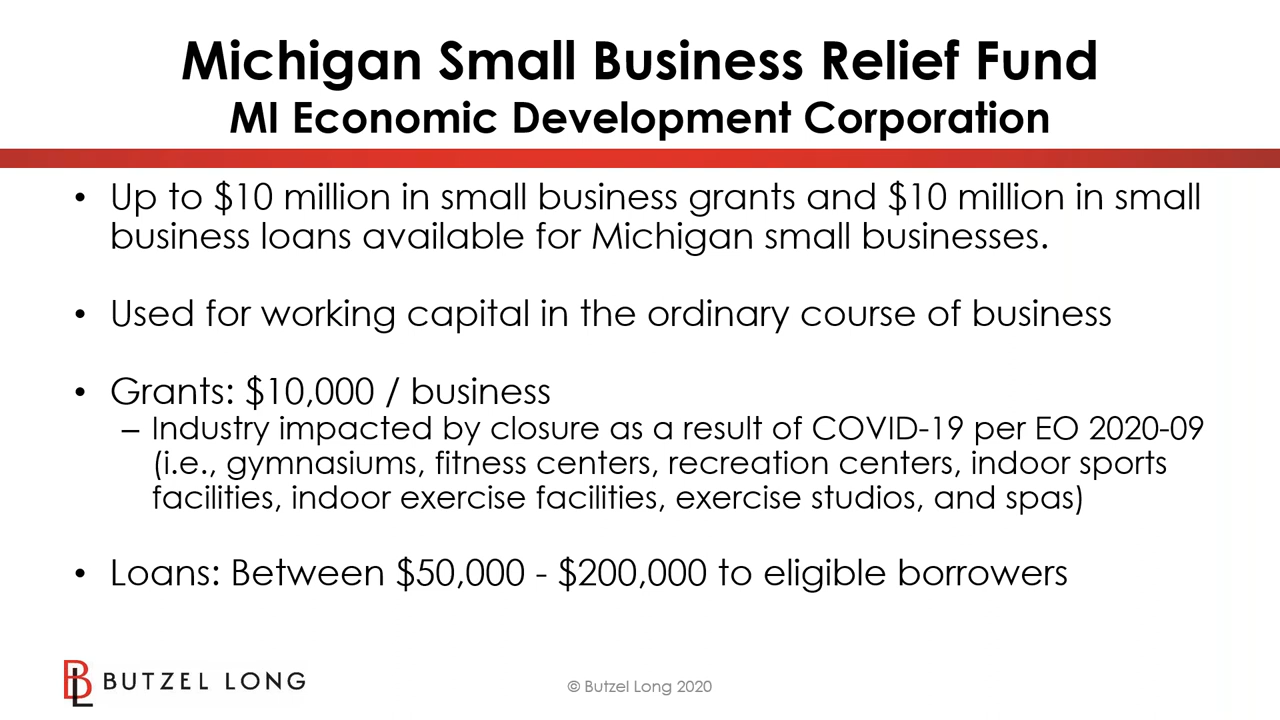 Michigan Small Business Relief Fund
MI Economic Development Corporation
• Up to $10 million in small business grants and $10 million in small
business loans available for Michigan small businesses.
• Used for working capital in the ordinary course of business
• Grants: $10,000 / business
– Industry impacted by closure as a result of COVID-19 per EO 2020-09
(i.e., gymnasiums, fitness centers, recreation centers, indoor sports
facilities, indoor exercise facilities, exercise studios, and spas)
• Loans: Between $50,000 - $200,000 to eligible borrowers
BL BUTZEL LONG
© Butzel Long 2020